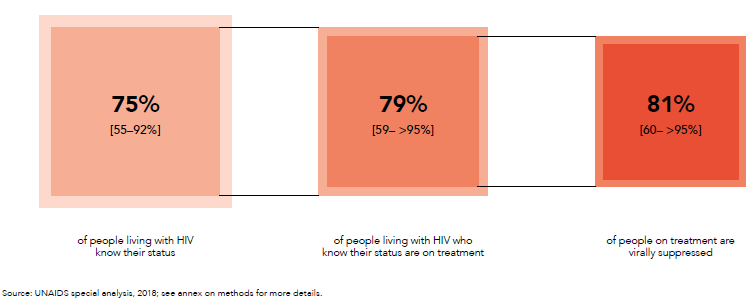 75%
[55–92%]
79%
[59– >95%]
81%
[60– >95%]
of people living with HIV
know their status
of people living with HIV who
know their status are on treatment
of people on treatment are
virally suppressed
Source: UNAIDS special analysis, 2018; see annex on methods for more details.